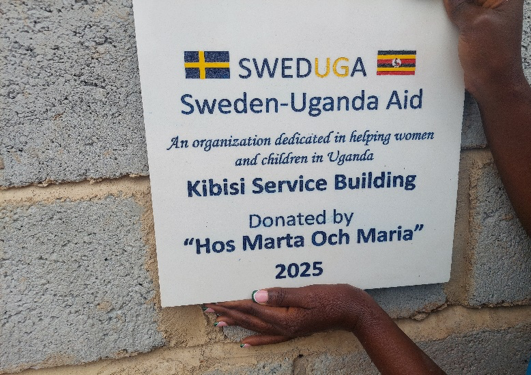 SWEDUGA
Sweden-Uganda Aid
An organization dedicated in helping women
and children in Uganda
Kibisi Service Building
Donated by
“Hos Marta Och Maria”
2025